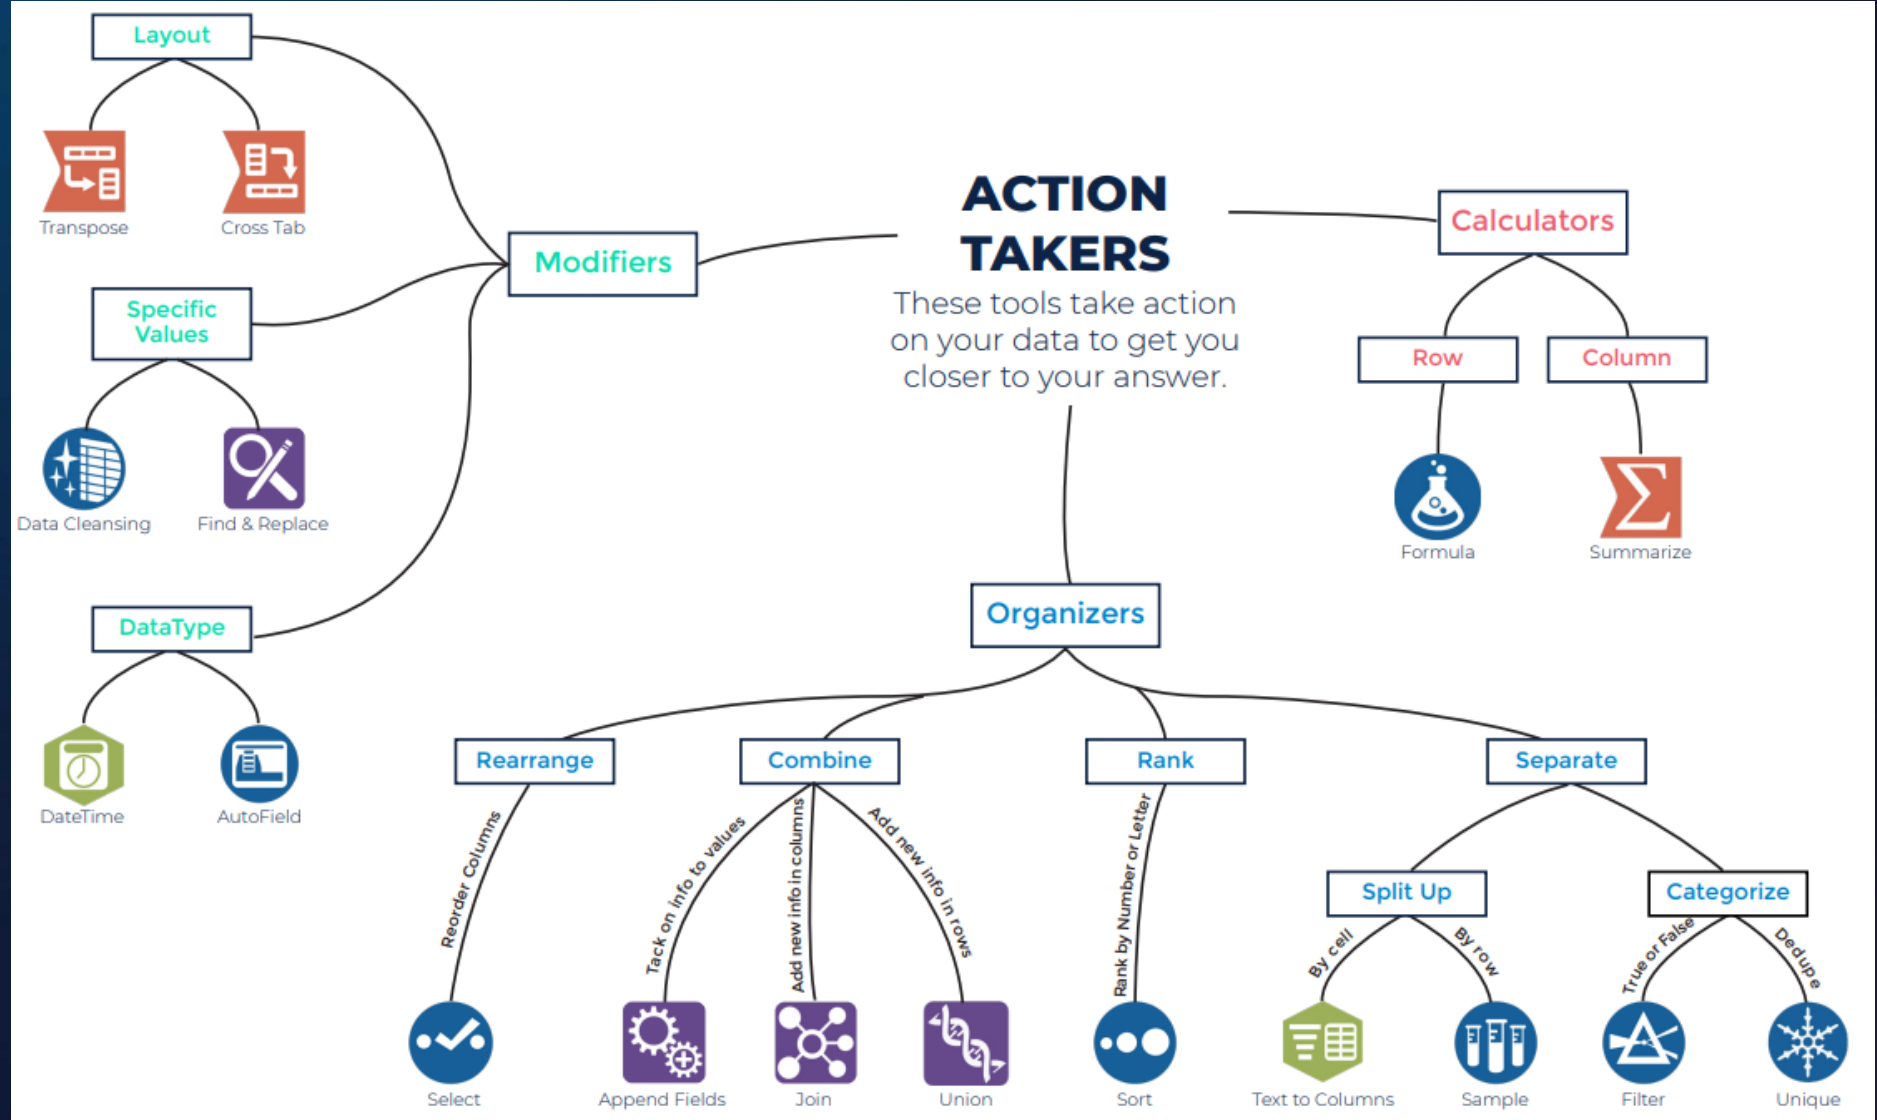 ACTION
TAKERS
These tools take action
on your data to get you
closer to your answer.
Modifiers
Layout
Transpose
Cross Tab
Specific
Values
Data Cleansing
Find & Replace
DataType
DateTime
AutoField
Calculators
Row
Column
Formula
Summarize
Organizers
Rearrange
Reorder Columns
Select
Combine
Tack on info to values
Add new info in columns
Add new info in rows
Append Fields
Join
Union
Rank
Rank by Number or Letter
Sort
Separate
Split Up
By cell
By row
Text to Columns
Sample
Categorize
True or False
Dedupe
Filter
Unique